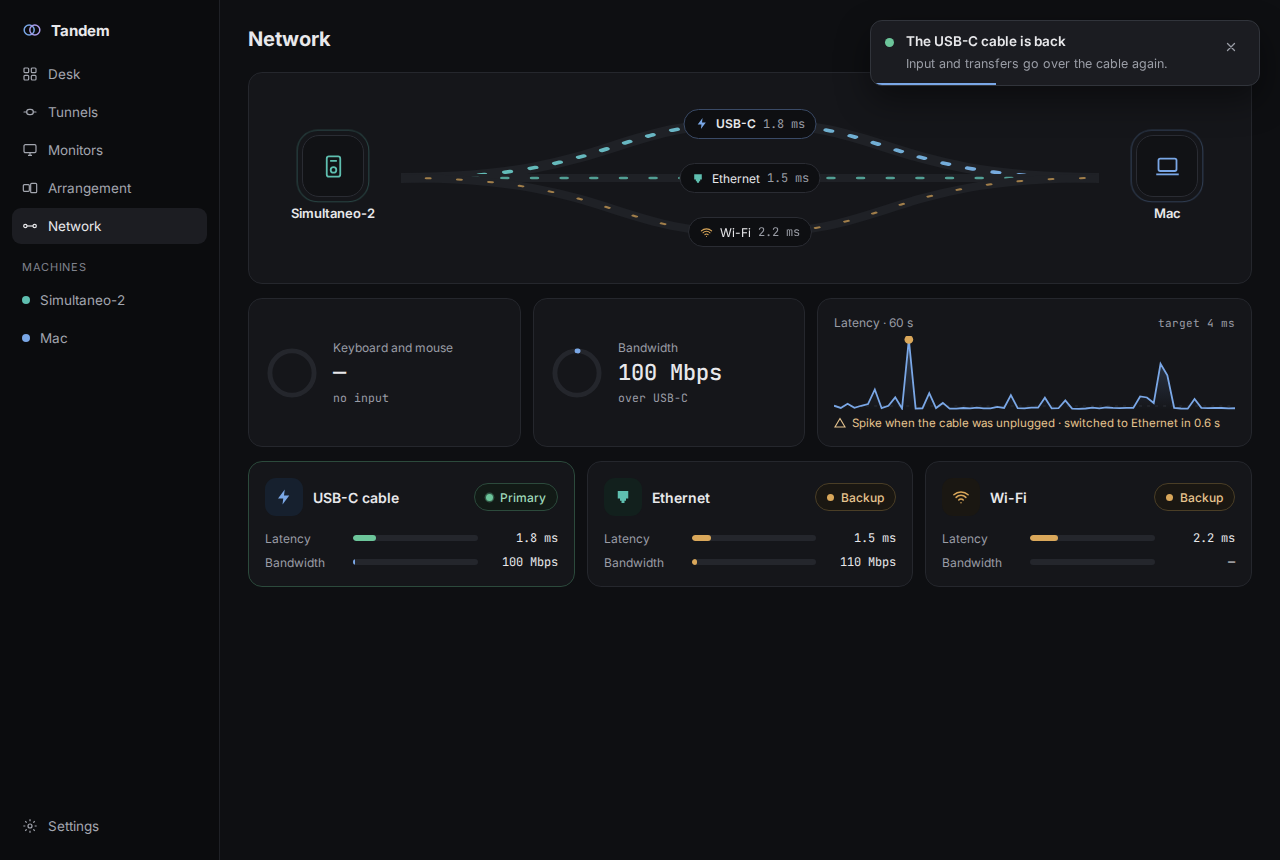 Tandem
Desk
Tunnels
Monitors
Arrangement
Network
MACHINES
Simultaneo-2
Mac
Settings
Network
The USB-C cable is back
Input and transfers go over the cable again.
USB-C 1.8 ms
Ethernet 1.5 ms
Wi-Fi 2.2 ms
Simultaneo-2
Mac
Keyboard and mouse
—
no input
Bandwidth
100 Mbps
over USB-C
Latency · 60 s
target 4 ms
Spike when the cable was unplugged · switched to Ethernet in 0.6 s
USB-C cable
Primary
Latency
1.8 ms
Bandwidth
100 Mbps
Ethernet
Backup
Latency
1.5 ms
Bandwidth
110 Mbps
Wi-Fi
Backup
Latency
2.2 ms
Bandwidth
—